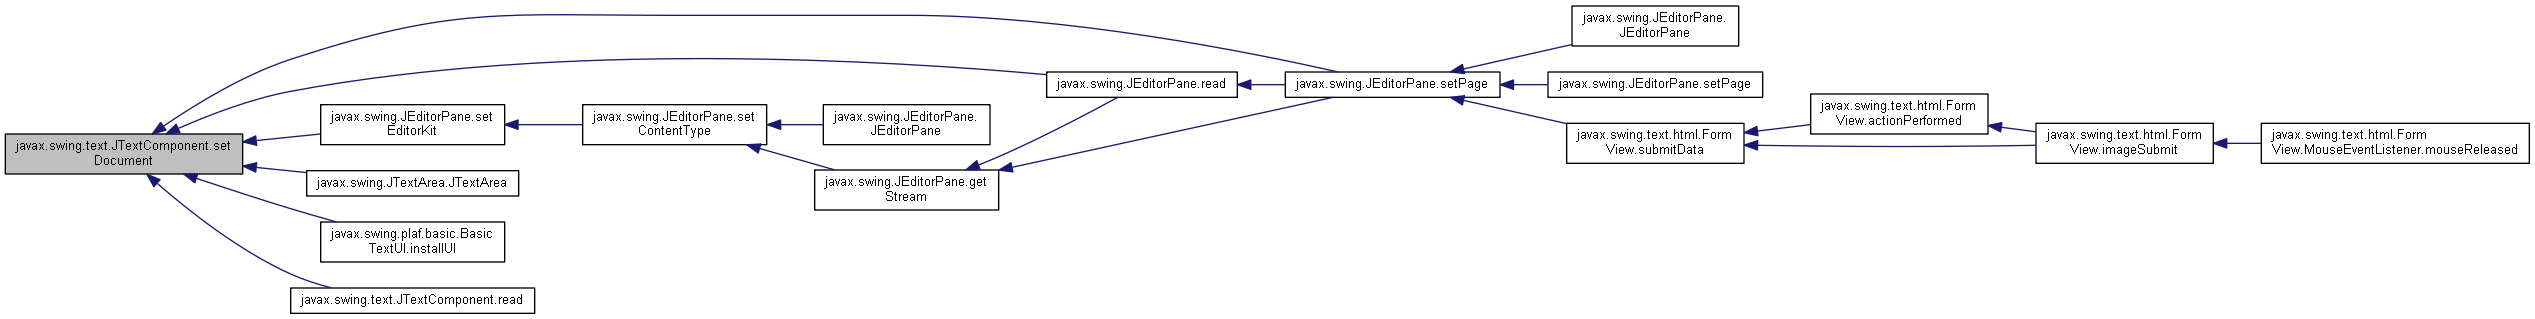 javax.swing.text.JTextComponent.set
Document
javax.swing.JEditorPane.set
EditorKit
javax.swing.JTextArea.JTextArea
javax.swing.plaf.basic.Basic
TextUI.installUI
javax.swing.text.JTextComponent.read
javax.swing.JEditorPane.set
ContentType
javax.swing.JEditorPane.
JEditorPane
javax.swing.JEditorPane.get
Stream
javax.swing.JEditorPane.read
javax.swing.JEditorPane.setPage
javax.swing.JEditorPane.
JEditorPane
javax.swing.JEditorPane.setPage
javax.swing.text.html.Form
View.submitData
javax.swing.text.html.Form
View.actionPerformed
javax.swing.text.html.Form
View.imageSubmit
javax.swing.text.html.Form
View.MouseEventListener.mouseReleased